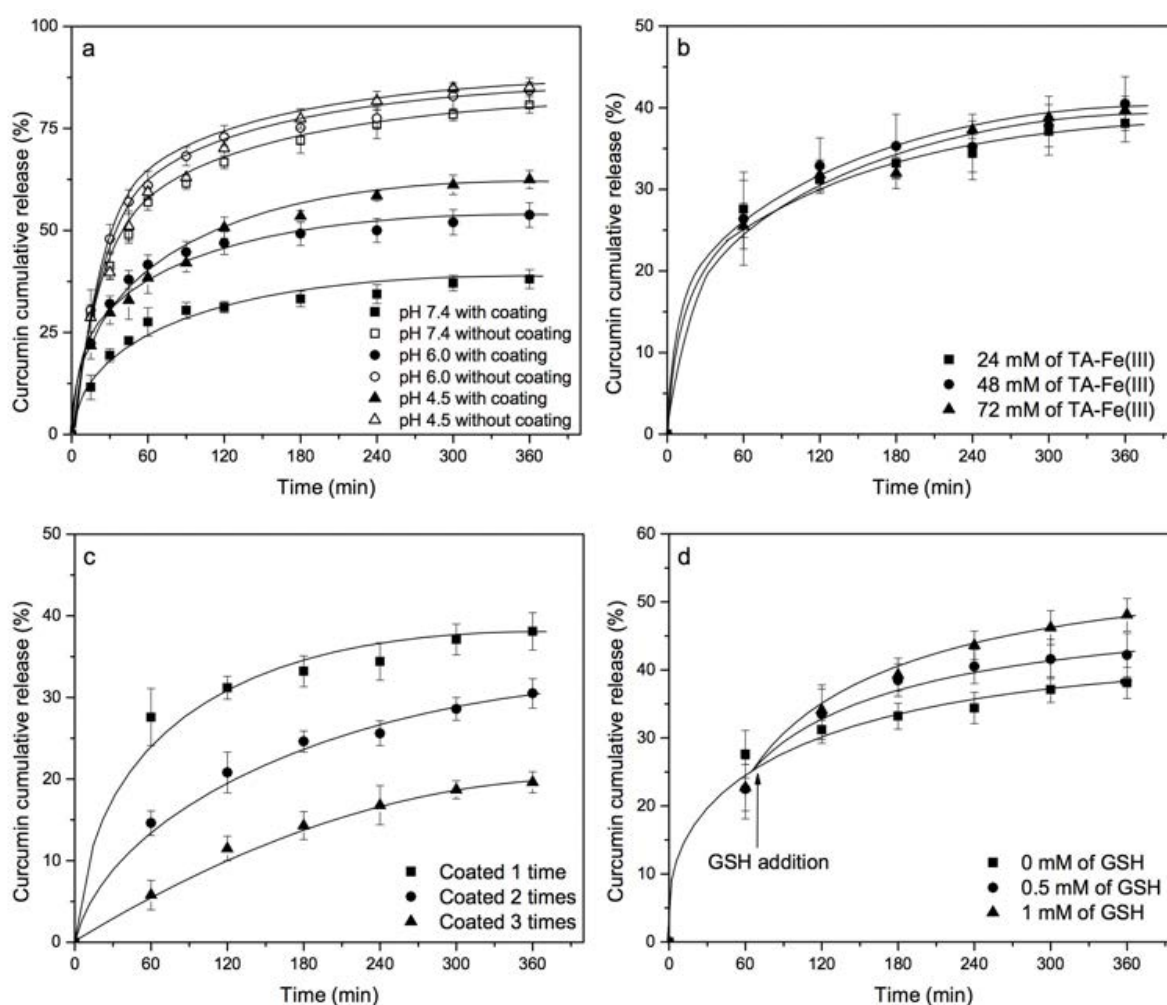 a
100
75
50
25
0
Curcumin cumulative release (%)
pH 7.4 with coating
pH 7.4 without coating
pH 6.0 with coating
pH 6.0 without coating
pH 4.5 with coating
pH 4.5 without coating
0 60 120 180 240 300 360
Time (min)
b
50
40
30
20
10
0
Curcumin cumulative release (%)
24 mM of TA-Fe(III)
48 mM of TA-Fe(III)
72 mM of TA-Fe(III)
0 60 120 180 240 300 360
Time (min)
c
50
40
30
20
10
0
Curcumin cumulative release (%)
Coated 1 time
Coated 2 times
Coated 3 times
0 60 120 180 240 300 360
Time (min)
d
60
50
40
30
20
10
0
Curcumin cumulative release (%)
GSH addition
0 mM of GSH
0.5 mM of GSH
1 mM of GSH
0 60 120 180 240 300 360
Time (min)